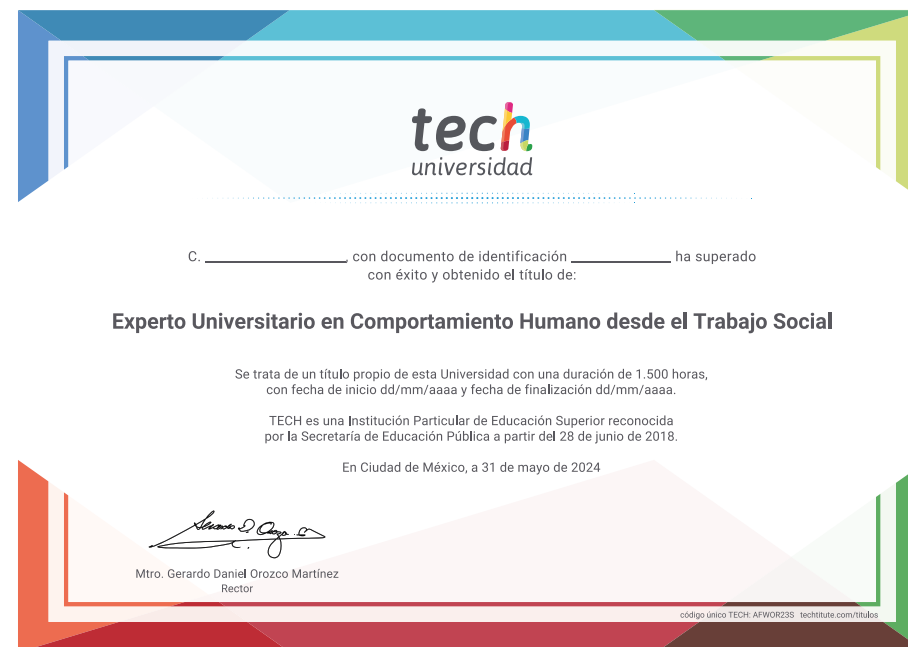 tech
universidad
C. ____________, con documento de identificación ____________ ha superado
con éxito y obtenido el título de:
Experto Universitario en Comportamiento Humano desde el Trabajo Social
Se trata de un título propio de esta Universidad con una duración de 1.500 horas,
con fecha de inicio dd/mm/aaaa y fecha de finalización dd/mm/aaaa.
TECH es una Institución Particular de Educación Superior reconocida
por la Secretaría de Educación Pública a partir del 28 de junio de 2018.
En Ciudad de México, a 31 de mayo de 2024
Mtro. Gerardo Daniel Orozco Martínez
Rector
código único TECH: AFWOR23S techtitute.com/titulos